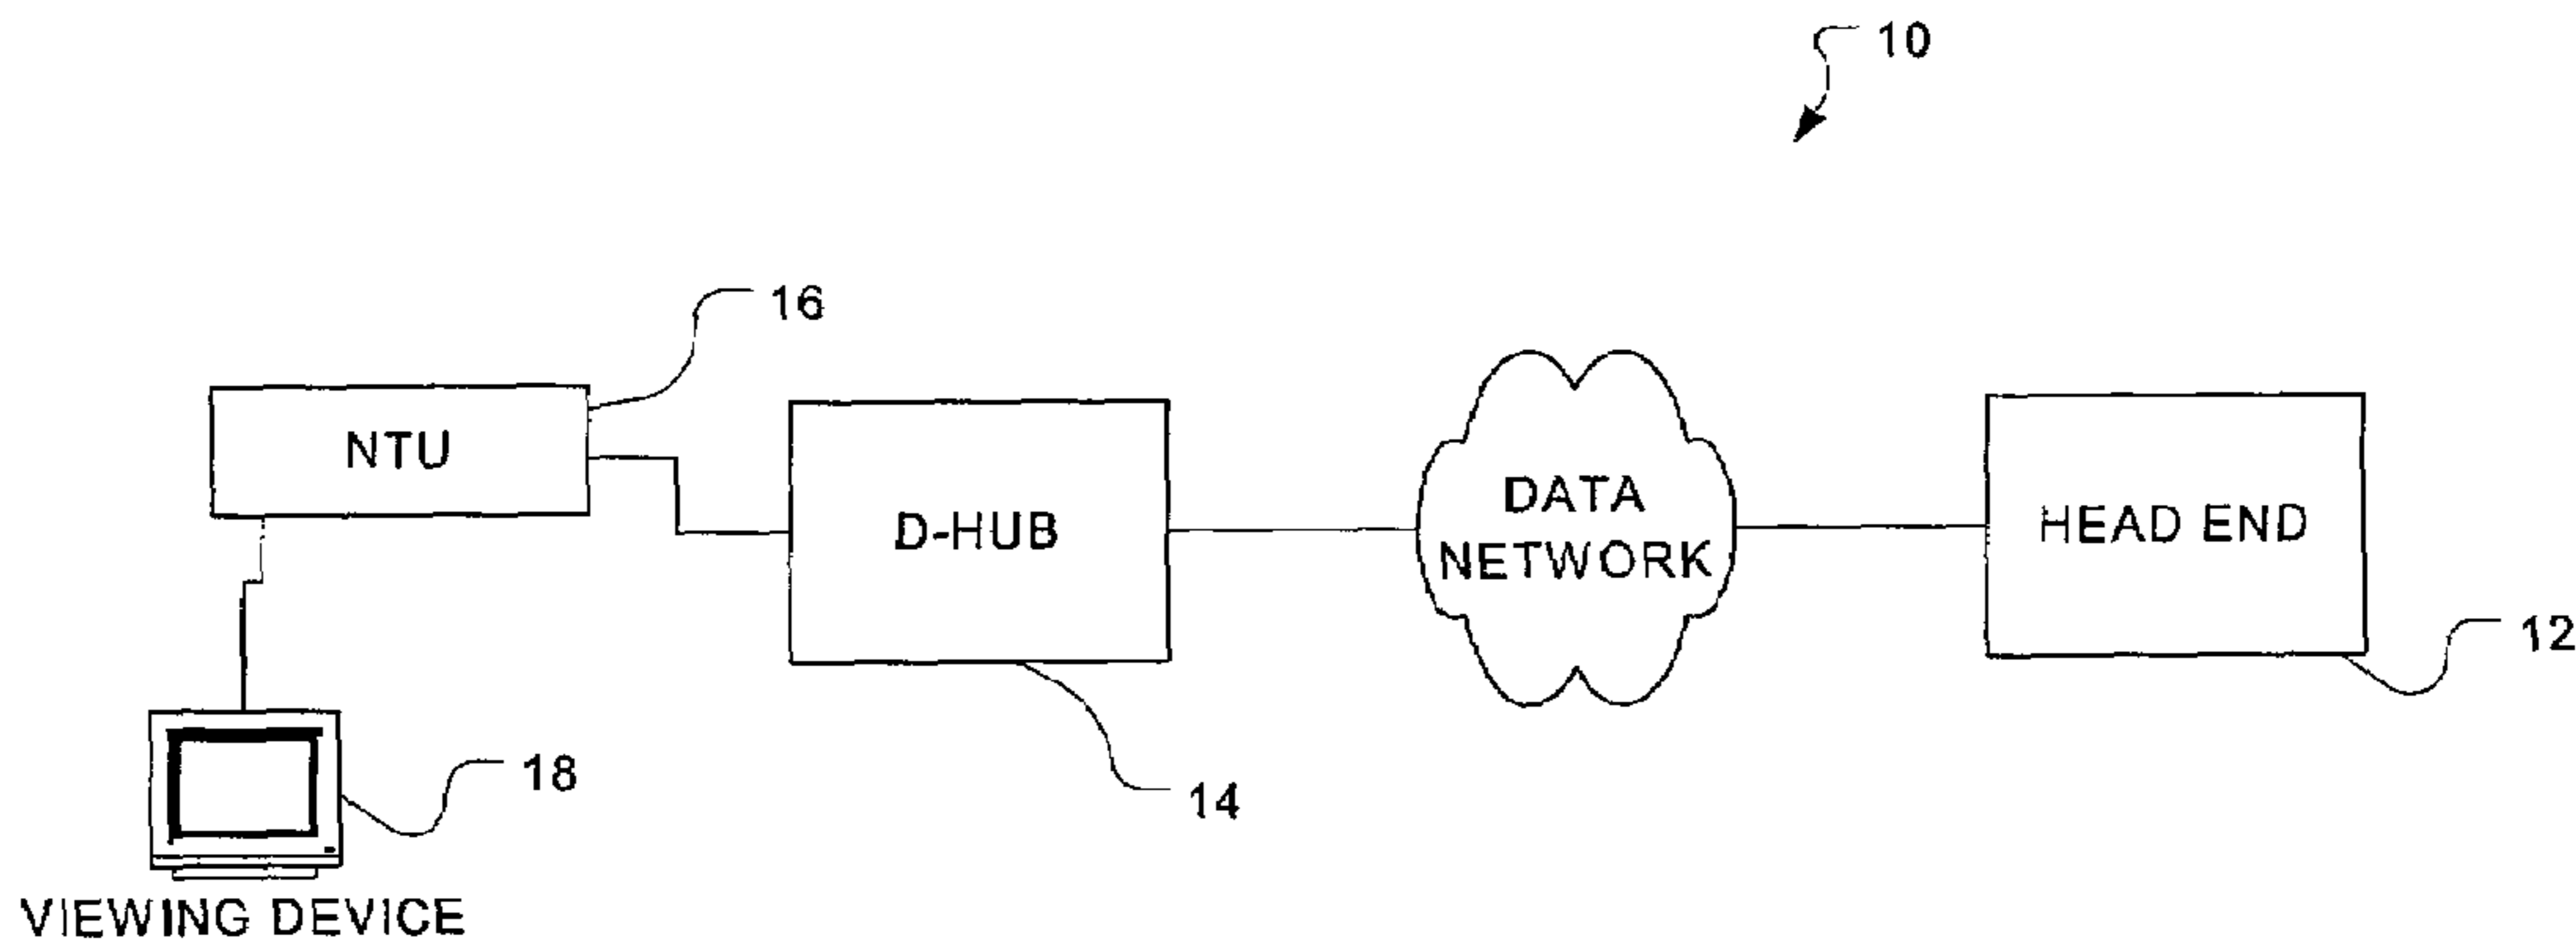 10
16
NTU
D-HUB
DATA
NETWORK
HEAD END
12
18
14
VIEWING DEVICE